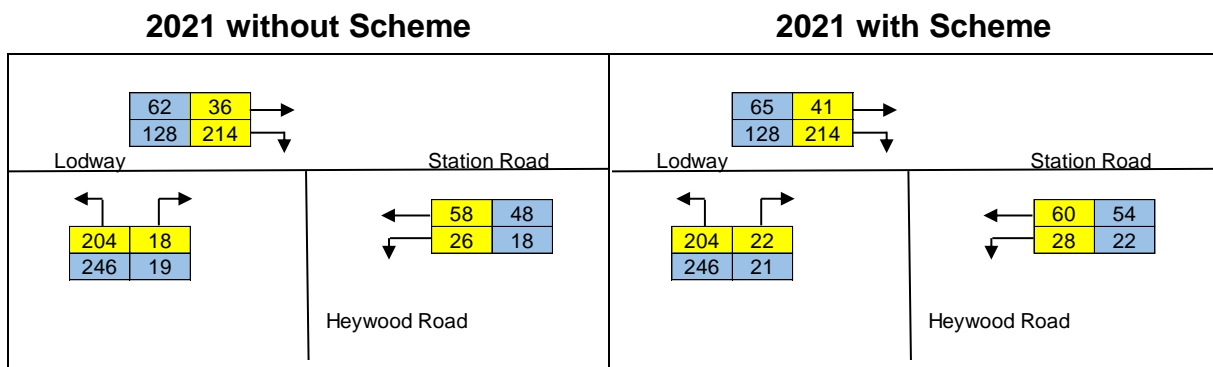 2021 without Scheme
62 36
128 214
Lodway
Station Road
58 48
26 18
204 18
246 19
Heywood Road
2021 with Scheme
65 41
128 214
Lodway
Station Road
60 54
28 22
204 22
246 21
Heywood Road